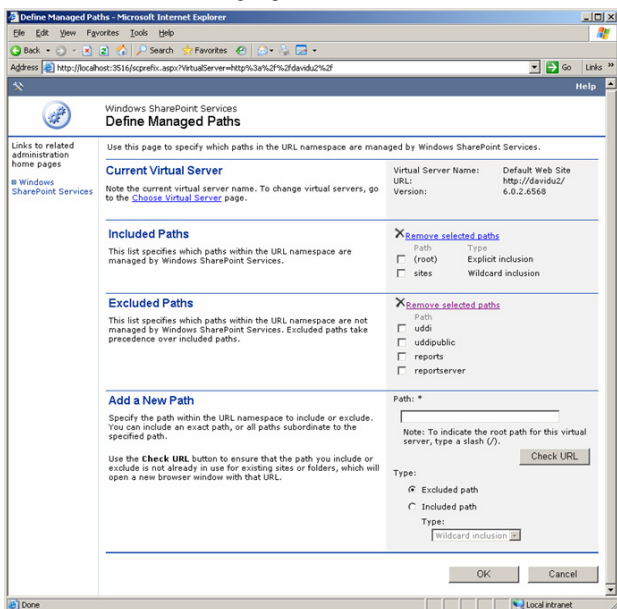 Define Managed Paths - Microsoft Internet Explorer
File Edit View Favorites Tools Help
Back Search Favorites
Address http://localhost:3516/scprefix.aspx?VirtualServer=http%3a%2f%2fdavidu2%2f Go Links »
Help
Windows SharePoint Services
Define Managed Paths
Links to related
administration
home pages
Windows
SharePoint Services
Use this page to specify which paths in the URL namespace are managed by Windows SharePoint Services.
Current Virtual Server
Note the current virtual server name. To change virtual servers, go
to the Choose Virtual Server page.
Virtual Server Name: Default Web Site
URL: http://davidu2/
Version: 6.0.2.6568
Included Paths
This list specifies which paths within the URL namespace are
managed by Windows SharePoint Services.
Remove selected paths
Path Type
(root) Explicit inclusion
sites Wildcard inclusion
Excluded Paths
This list specifies which paths within the URL namespace are not
managed by Windows SharePoint Services. Excluded paths take
precedence over included paths.
Remove selected paths
Path
uddi
uddipublic
reports
reportserver
Add a New Path
Specify the path within the URL namespace to include or exclude.
You can include an exact path, or all paths subordinate to the
specified path.
Use the Check URL button to ensure that the path you include or
exclude is not already in use for existing sites or folders, which will
open a new browser window with that URL.
Path: *
Note: To indicate the root path for this virtual
server, type a slash (/).
Check URL
Type:
Excluded path
Included path
Type:
Wildcard inclusion
OK Cancel
Done Local intranet